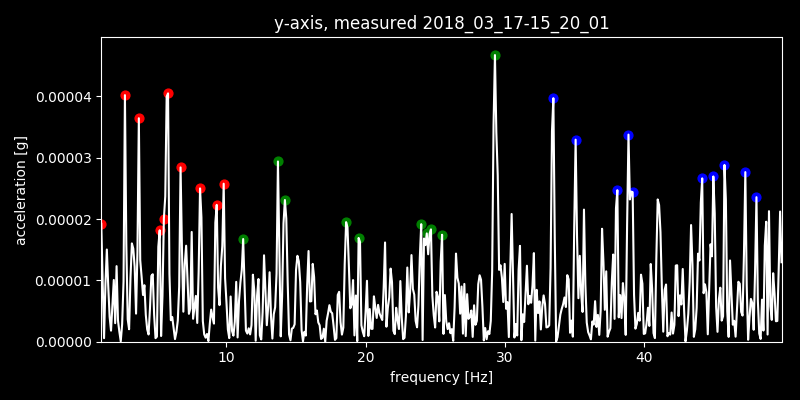 y-axis, measured 2018_03_17-15_20_01
acceleration [g]
0.00004
0.00003
0.00002
0.00001
0.00000
10 20 30 40
frequency [Hz]